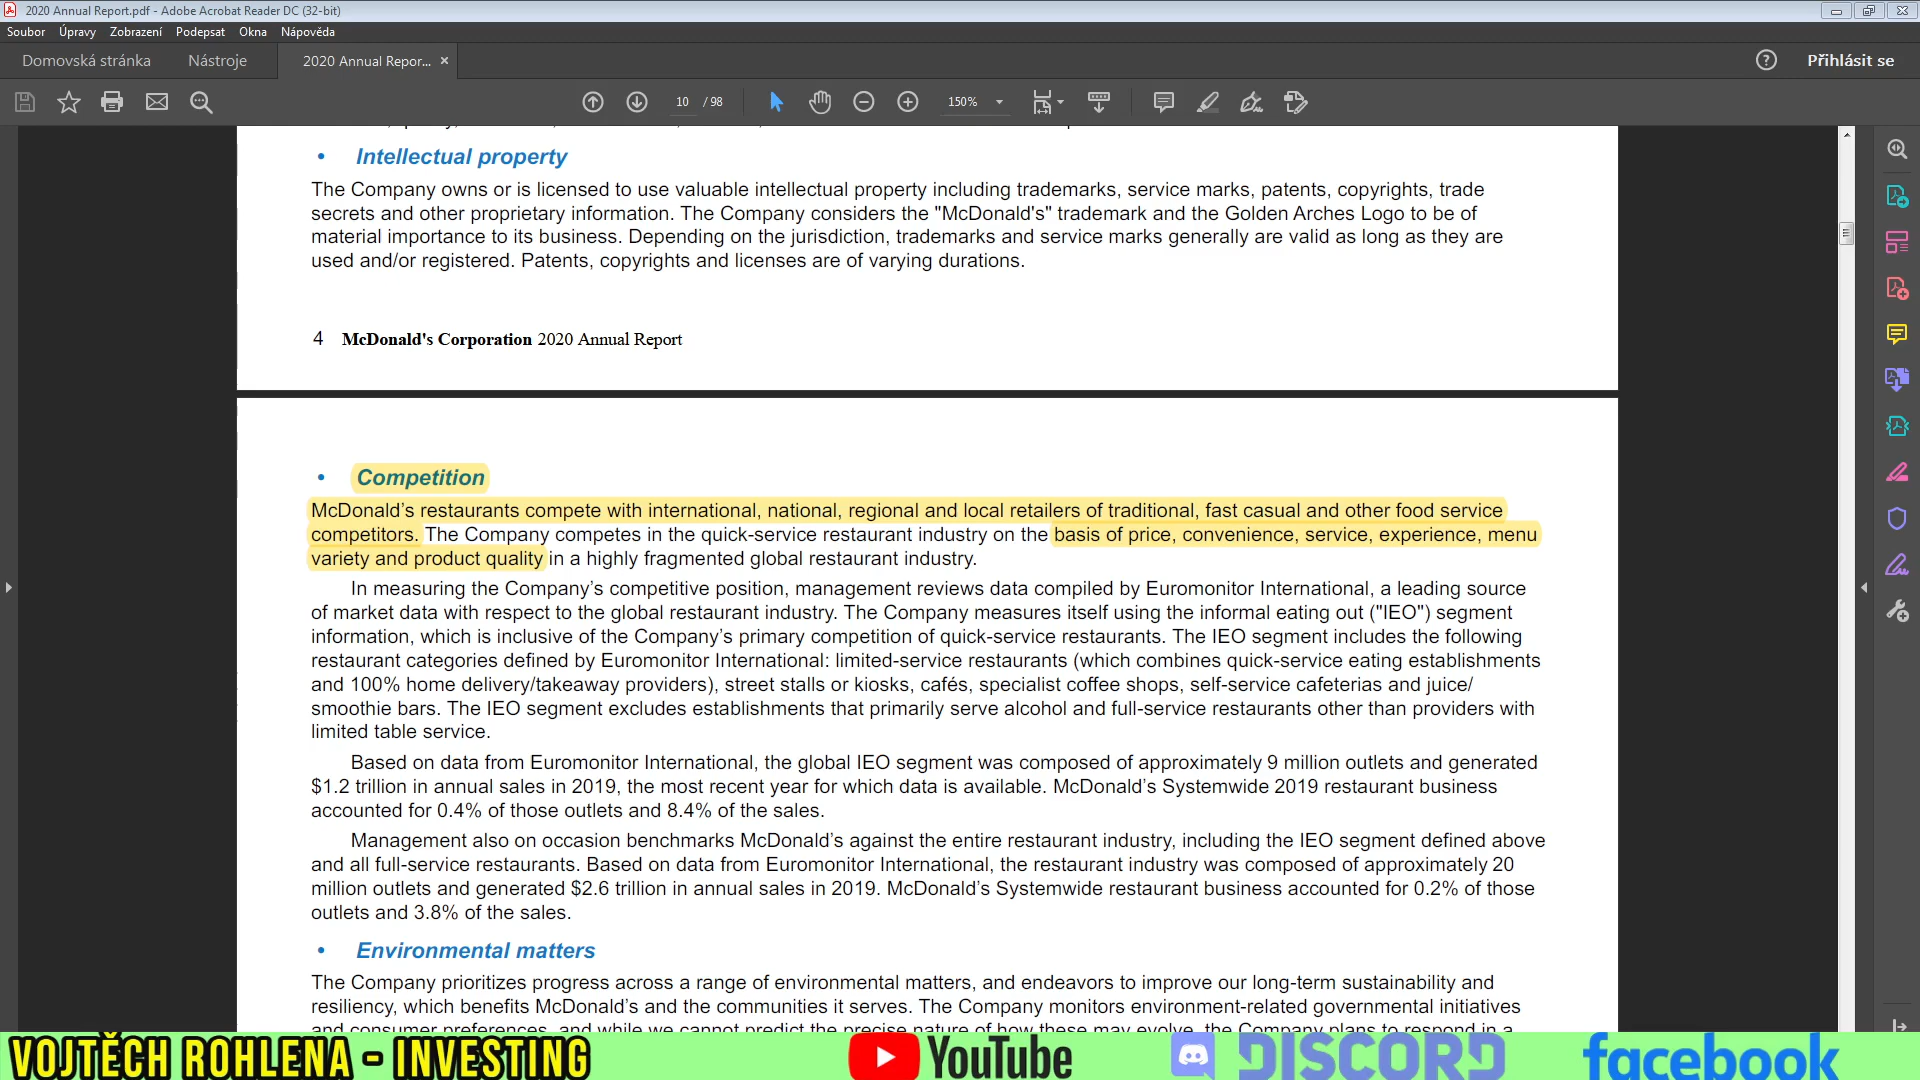 2020 Annual Report.pdf - Adobe Acrobat Reader DC (32-bit)
Soubor Úpravy Zobrazení Podepsat Okna Nápověda
Domovská stránka Nástroje 2020 Annual Repor... × Přihlásit se
10 / 98 150%
• Intellectual property
The Company owns or is licensed to use valuable intellectual property including trademarks, service marks, patents, copyrights, trade
secrets and other proprietary information. The Company considers the "McDonald's" trademark and the Golden Arches Logo to be of
material importance to its business. Depending on the jurisdiction, trademarks and service marks generally are valid as long as they are
used and/or registered. Patents, copyrights and licenses are of varying durations.
4 McDonald's Corporation 2020 Annual Report
• Competition
McDonald’s restaurants compete with international, national, regional and local retailers of traditional, fast casual and other food service
competitors. The Company competes in the quick-service restaurant industry on the basis of price, convenience, service, experience, menu
variety and product quality in a highly fragmented global restaurant industry.
In measuring the Company’s competitive position, management reviews data compiled by Euromonitor International, a leading source
of market data with respect to the global restaurant industry. The Company measures itself using the informal eating out ("IEO") segment
information, which is inclusive of the Company’s primary competition of quick-service restaurants. The IEO segment includes the following
restaurant categories defined by Euromonitor International: limited-service restaurants (which combines quick-service eating establishments
and 100% home delivery/takeaway providers), street stalls or kiosks, cafés, specialist coffee shops, self-service cafeterias and juice/
smoothie bars. The IEO segment excludes establishments that primarily serve alcohol and full-service restaurants other than providers with
limited table service.
Based on data from Euromonitor International, the global IEO segment was composed of approximately 9 million outlets and generated
$1.2 trillion in annual sales in 2019, the most recent year for which data is available. McDonald’s Systemwide 2019 restaurant business
accounted for 0.4% of those outlets and 8.4% of the sales.
Management also on occasion benchmarks McDonald’s against the entire restaurant industry, including the IEO segment defined above
and all full-service restaurants. Based on data from Euromonitor International, the restaurant industry was composed of approximately 20
million outlets and generated $2.6 trillion in annual sales in 2019. McDonald’s Systemwide restaurant business accounted for 0.2% of those
outlets and 3.8% of the sales.
• Environmental matters
The Company prioritizes progress across a range of environmental matters, and endeavors to improve our long-term sustainability and
resiliency, which benefits McDonald’s and the communities it serves. The Company monitors environment-related governmental initiatives
and consumer preferences, and while we cannot predict the precise nature of how these may evolve, the Company plans to respond in a
VOJTĚCH ROHLENA - INVESTING YouTube DISCORD facebook